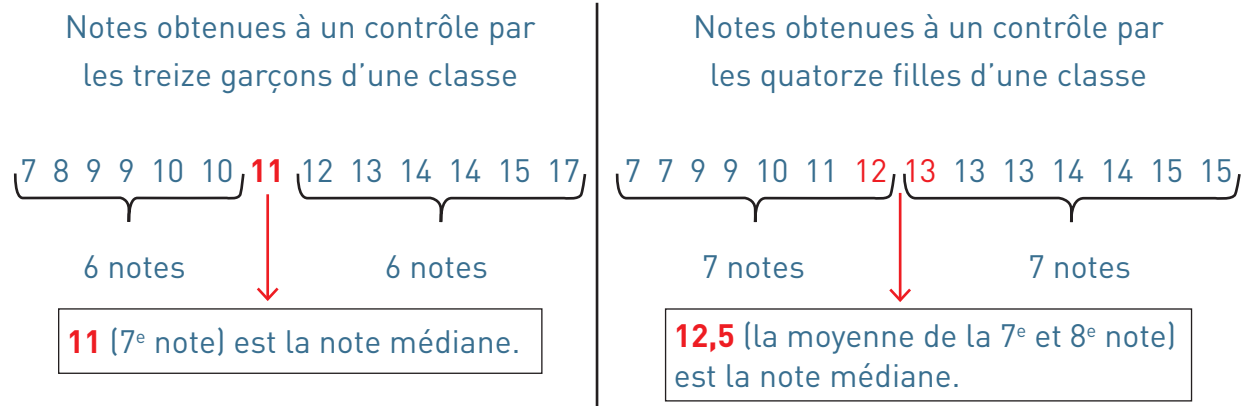 Notes obtenues à un contrôle par
les treize garçons d’une classe
7 8 9 9 10 10 11 12 13 14 14 15 17
6 notes 6 notes
11 (7e note) est la note médiane.
Notes obtenues à un contrôle par
les quatorze filles d’une classe
7 7 9 9 10 11 12 13 13 13 14 14 15 15
7 notes 7 notes
12,5 (la moyenne de la 7e et 8e note)
est la note médiane.